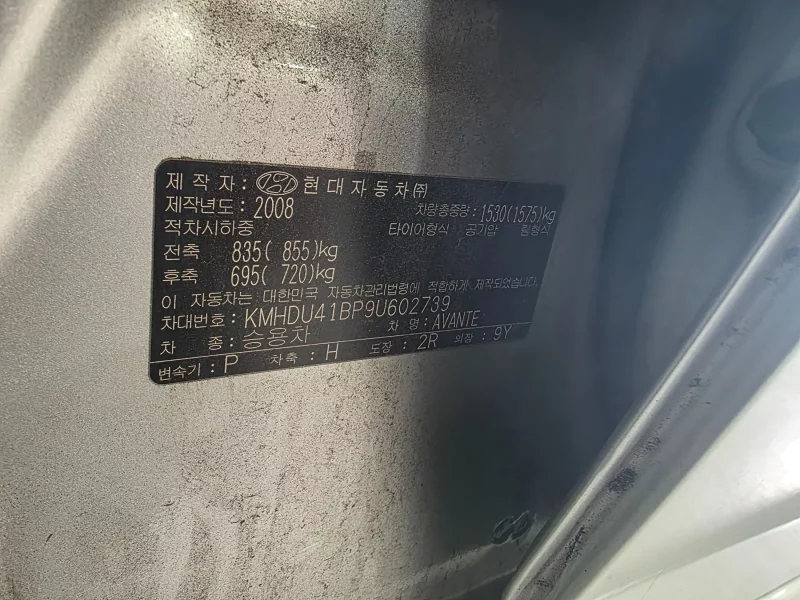 제 작 자 : 현대자동차㈜
제작년도 : 2008 차량총중량 : 1530(1575)kg
적차시하중 타이어형식 공기압 림형식
전축 835( 855)kg
후축 695( 720)kg
이 자동차는 대한민국 자동차관리법령에 적합하게 제작되었습니다.
차대번호 : KMHDU41BP9U602739
차 종 : 승용차 차 명 : AVANTE
변속기 : P 차축 : H 도장 : 2R 외장 : 9Y